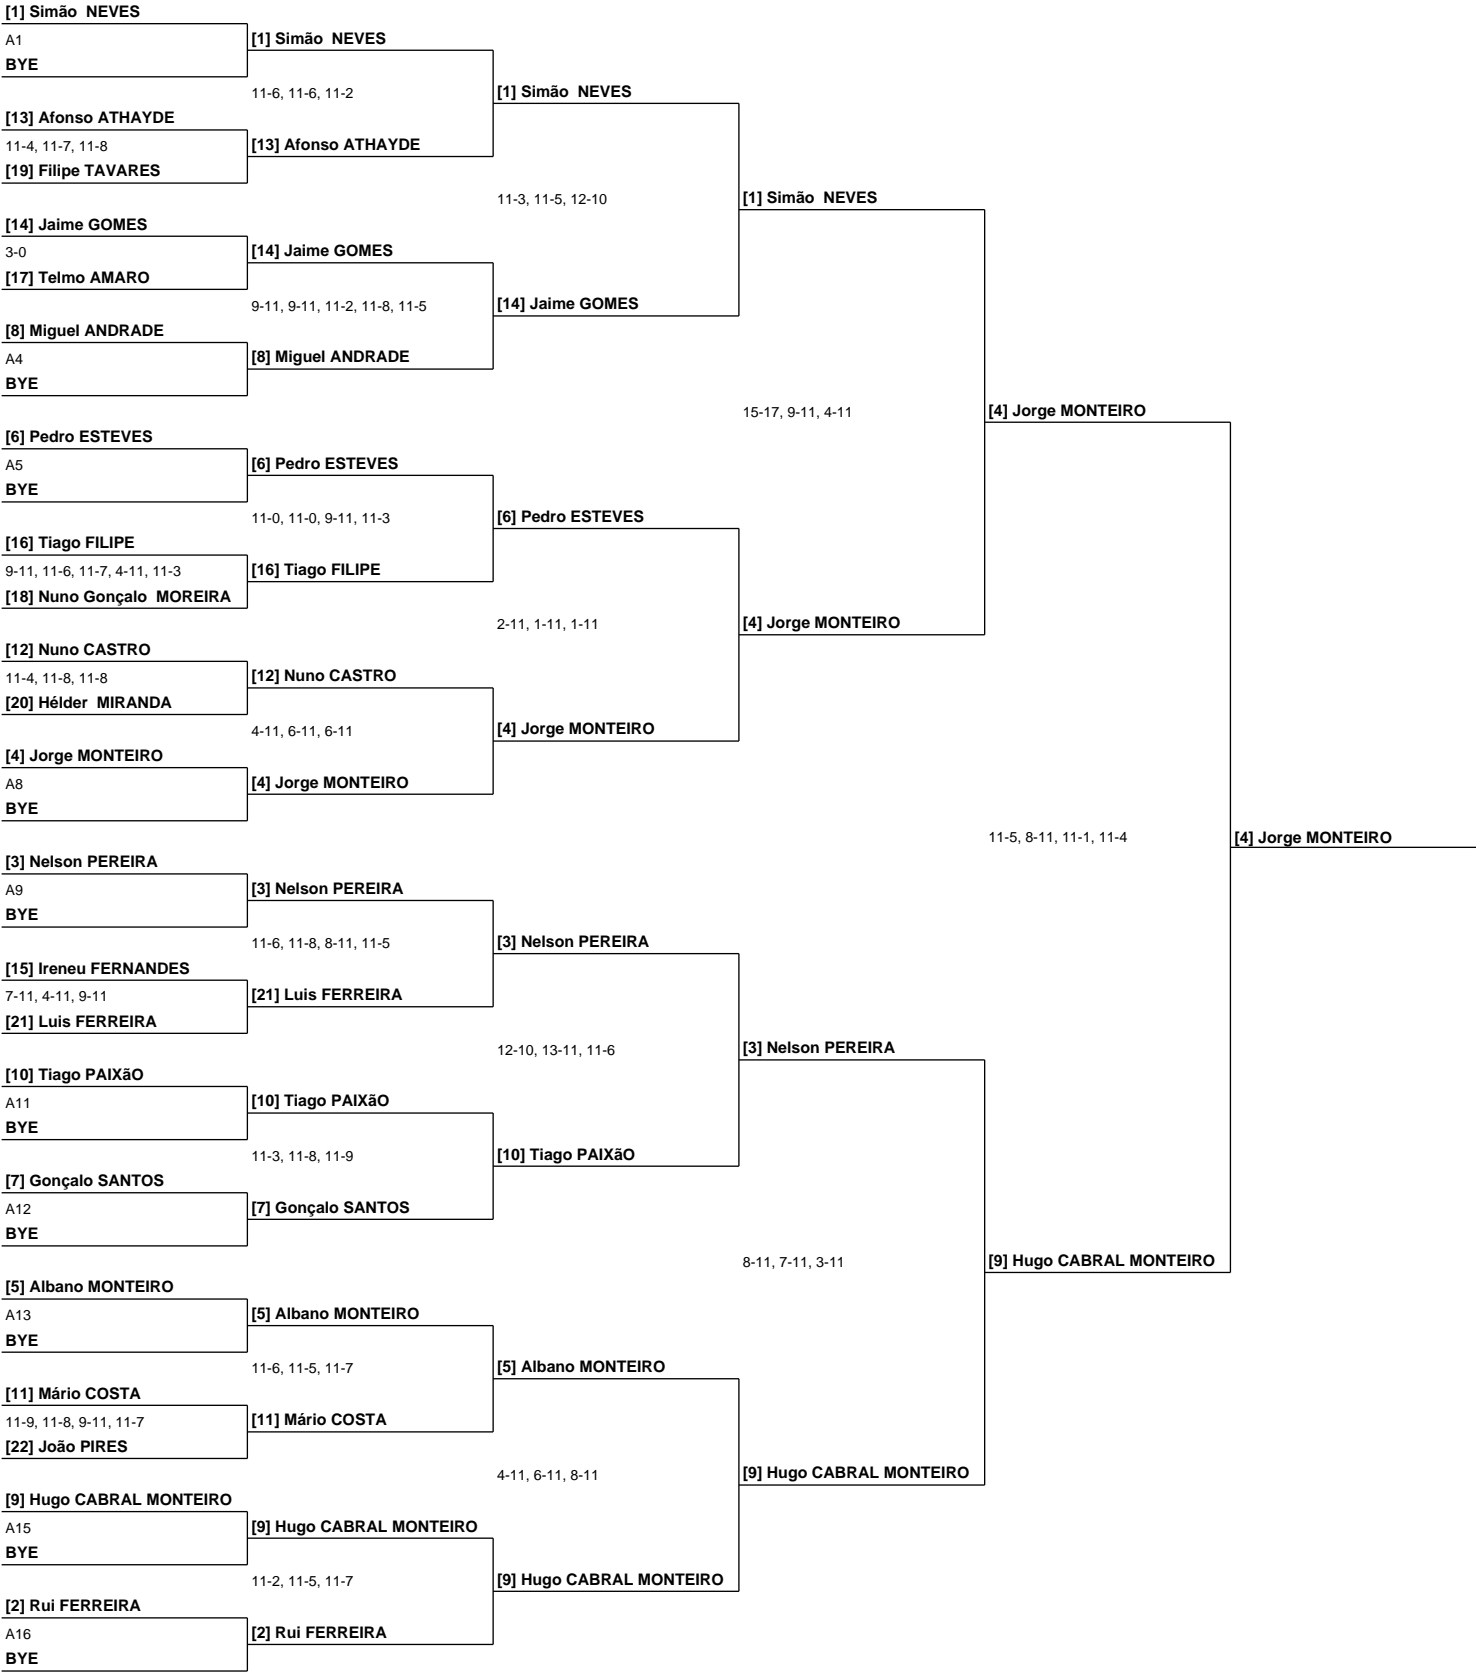 [1] Simão  NEVES
A1
BYE
[13] Afonso ATHAYDE
11-4, 11-7, 11-8
[19] Filipe TAVARES
[14] Jaime GOMES
3-0
[17] Telmo AMARO
[8] Miguel ANDRADE
A4
BYE
[6] Pedro ESTEVES
A5
BYE
[16] Tiago FILIPE
9-11, 11-6, 11-7, 4-11, 11-3
[18] Nuno Gonçalo  MOREIRA
[12] Nuno CASTRO
11-4, 11-8, 11-8
[20] Hélder  MIRANDA
[4] Jorge MONTEIRO
A8
BYE
[3] Nelson PEREIRA
A9
BYE
[15] Ireneu FERNANDES
7-11, 4-11, 9-11
[21] Luis FERREIRA
[10] Tiago PAIXãO
A11
BYE
[7] Gonçalo SANTOS
A12
BYE
[5] Albano MONTEIRO
A13
BYE
[11] Mário COSTA
11-9, 11-8, 9-11, 11-7
[22] João PIRES
[9] Hugo CABRAL MONTEIRO
A15
BYE
[2] Rui FERREIRA
A16
BYE
[1] Simão  NEVES
11-6, 11-6, 11-2
[13] Afonso ATHAYDE
[14] Jaime GOMES
9-11, 9-11, 11-2, 11-8, 11-5
[8] Miguel ANDRADE
[6] Pedro ESTEVES
11-0, 11-0, 9-11, 11-3
[16] Tiago FILIPE
[12] Nuno CASTRO
4-11, 6-11, 6-11
[4] Jorge MONTEIRO
[3] Nelson PEREIRA
11-6, 11-8, 8-11, 11-5
[21] Luis FERREIRA
[10] Tiago PAIXãO
11-3, 11-8, 11-9
[7] Gonçalo SANTOS
[5] Albano MONTEIRO
11-6, 11-5, 11-7
[11] Mário COSTA
[9] Hugo CABRAL MONTEIRO
11-2, 11-5, 11-7
[2] Rui FERREIRA
[1] Simão  NEVES
11-3, 11-5, 12-10
[14] Jaime GOMES
[6] Pedro ESTEVES
2-11, 1-11, 1-11
[4] Jorge MONTEIRO
[3] Nelson PEREIRA
12-10, 13-11, 11-6
[10] Tiago PAIXãO
[5] Albano MONTEIRO
4-11, 6-11, 8-11
[9] Hugo CABRAL MONTEIRO
[1] Simão  NEVES
15-17, 9-11, 4-11
[4] Jorge MONTEIRO
[3] Nelson PEREIRA
8-11, 7-11, 3-11
[9] Hugo CABRAL MONTEIRO
[4] Jorge MONTEIRO
11-5, 8-11, 11-1, 11-4
[9] Hugo CABRAL MONTEIRO
[4] Jorge MONTEIRO